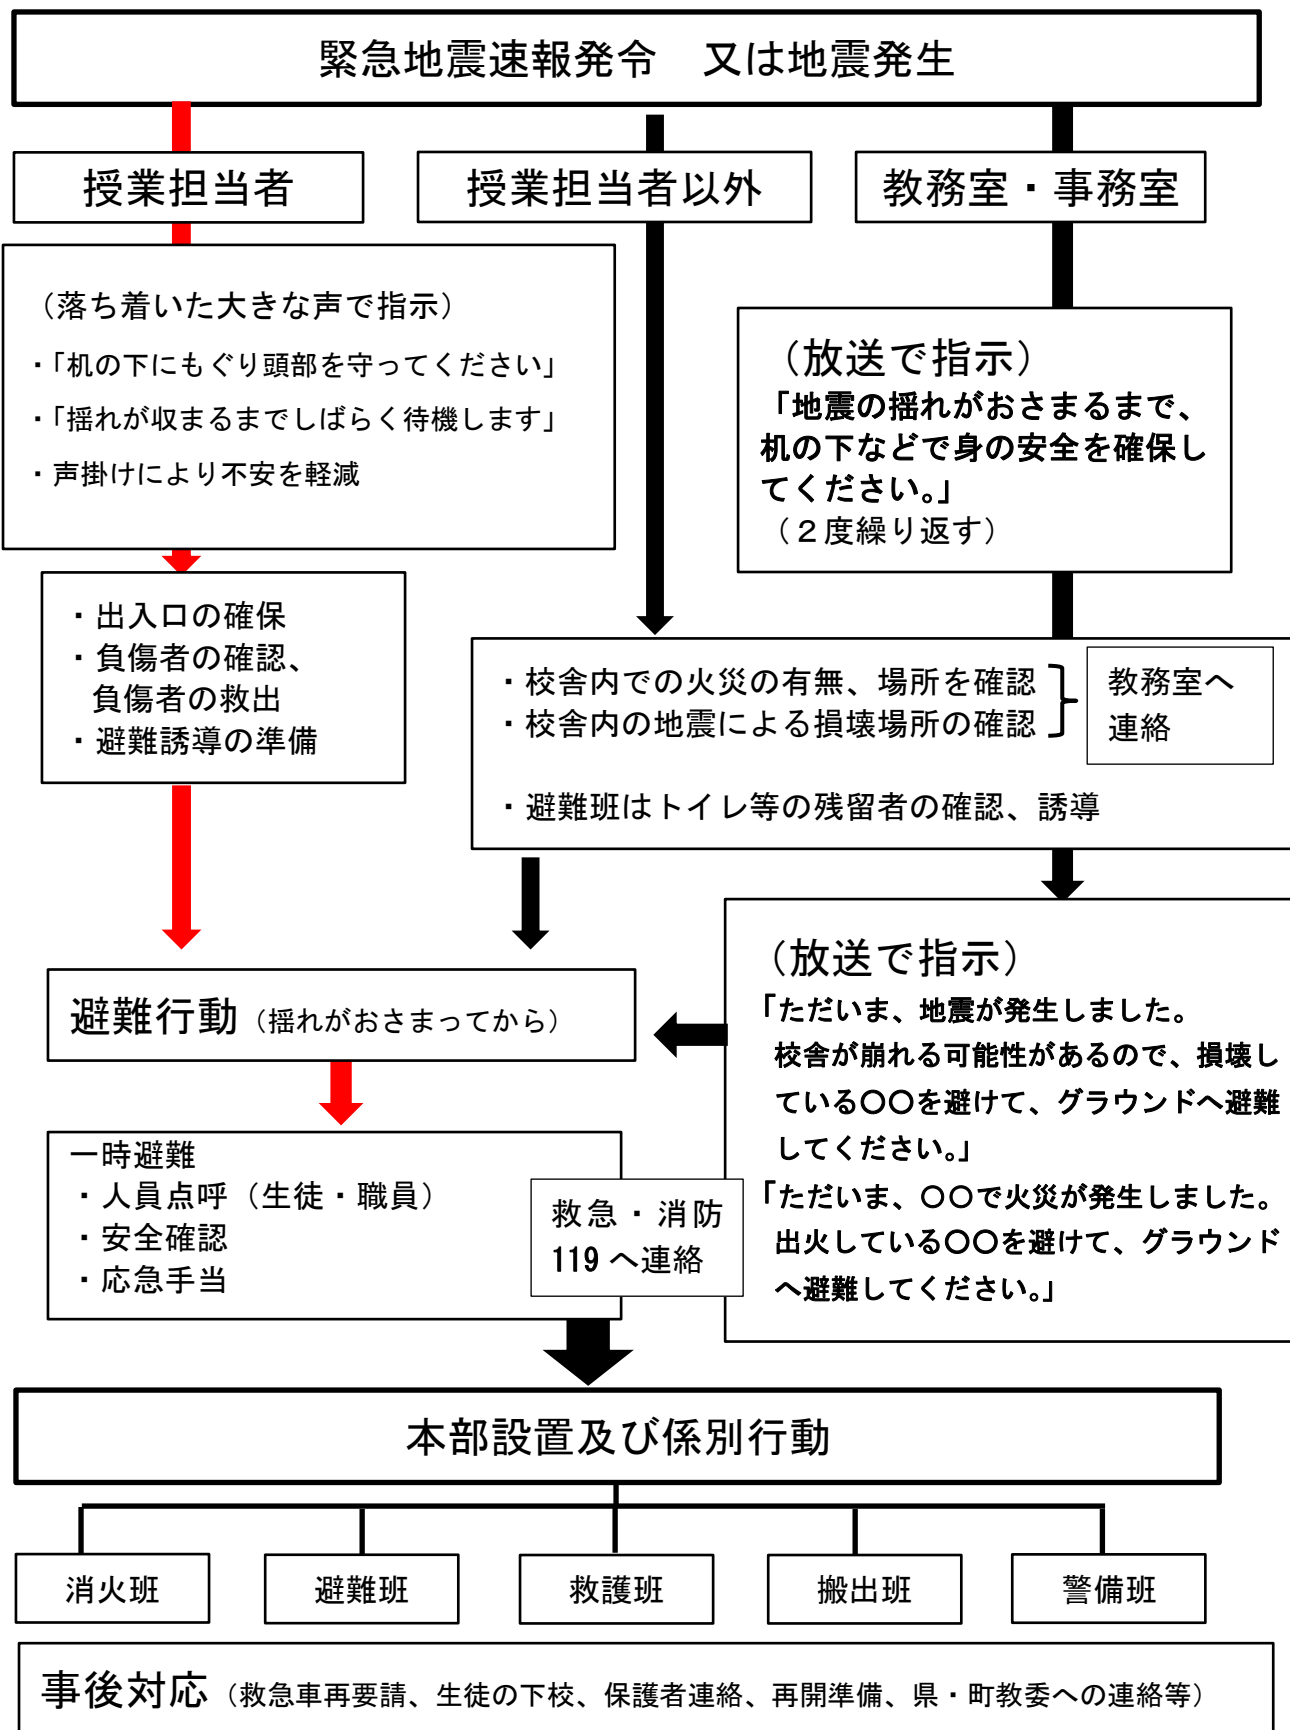 緊急地震速報発令　又は地震発生
授業担当者
授業担当者以外
教務室・事務室
（落ち着いた大きな声で指示）
・「机の下にもぐり頭部を守ってください」
・「揺れが収まるまでしばらく待機します」
・声掛けにより不安を軽減
（放送で指示）
「地震の揺れがおさまるまで、
机の下などで身の安全を確保し
てください。」
（２度繰り返す）
・出入口の確保
・負傷者の確認、
負傷者の救出
・避難誘導の準備
・校舎内での火災の有無、場所を確認
・校舎内の地震による損壊場所の確認
教務室へ
連絡
・避難班はトイレ等の残留者の確認、誘導
避難行動（揺れがおさまってから）
（放送で指示）
「ただいま、地震が発生しました。
校舎が崩れる可能性があるので、損壊し
ている〇〇を避けて、グラウンドへ避難
してください。」
「ただいま、〇〇で火災が発生しました。
出火している〇〇を避けて、グラウンド
へ避難してください。」
一時避難
・人員点呼（生徒・職員）
・安全確認
・応急手当
救急・消防
119へ連絡
本部設置及び係別行動
消火班
避難班
救護班
搬出班
警備班
事後対応（救急車再要請、生徒の下校、保護者連絡、再開準備、県・町教委への連絡等）